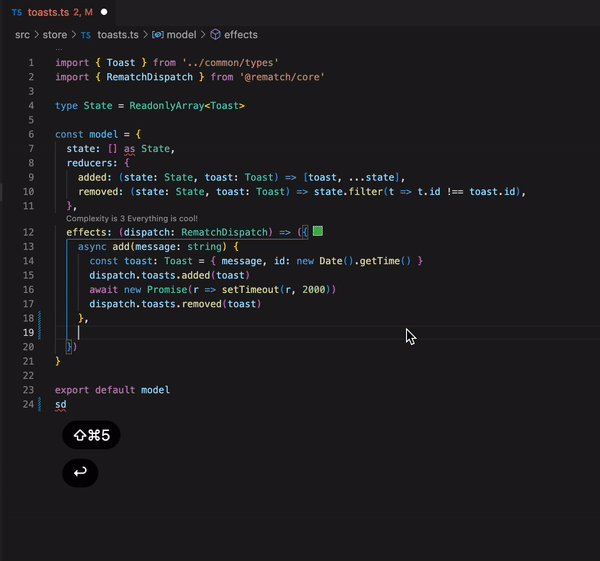 TS toasts.ts 2, M
src > store > TS toasts.ts > model > effects
...
1 import { Toast } from '../common/types'
2 import { RematchDispatch } from '@rematch/core'
3
4 type State = ReadonlyArray<Toast>
5
6 const model = {
7 state: [] as State,
8 reducers: {
9 added: (state: State, toast: Toast) => [toast, ...state],
10 removed: (state: State, toast: Toast) => state.filter(t => t.id !== toast.id),
11 },
Complexity is 3 Everything is cool!
12 effects: (dispatch: RematchDispatch) => ({
13 async add(message: string) {
14 const toast: Toast = { message, id: new Date().getTime() }
15 dispatch.toasts.added(toast)
16 await new Promise(r => setTimeout(r, 2000))
17 dispatch.toasts.removed(toast)
18 },
19
20 })
21 }
22
23 export default model
24 sd
⇧⌘5
↩